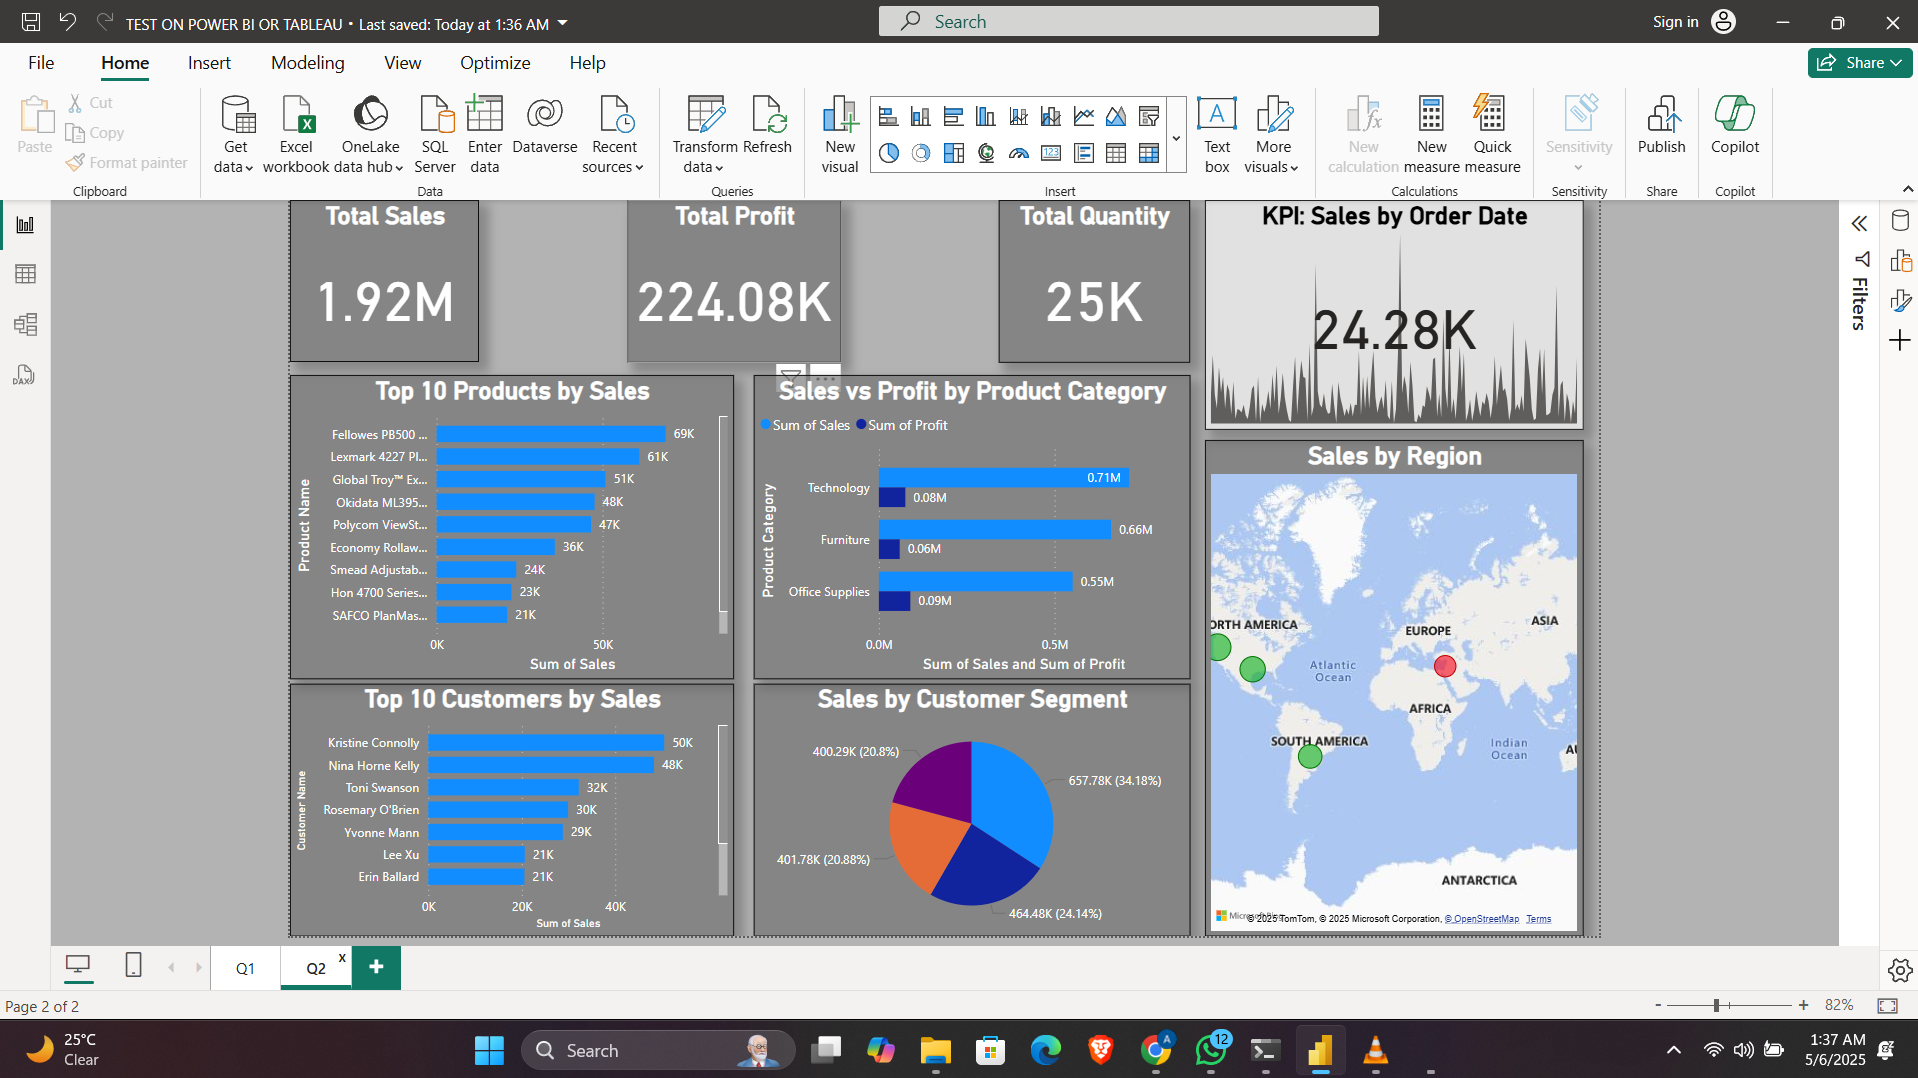 TEST ON POWER BI OR TABLEAU • Last saved: Today at 1:36 AM
Search
Sign in
File Home Insert Modeling View Optimize Help
Share
Paste
Cut
Copy
Format painter
Clipboard
Get data
Excel workbook
OneLake data hub
SQL Server
Enter data
Dataverse
Recent sources
Data
Transform data
Refresh
Queries
New visual
Text box
More visuals
Insert
New calculation
New measure
Quick measure
Calculations
Sensitivity
Sensitivity
Publish
Share
Copilot
Copilot
Total Sales
1.92M
Total Profit
224.08K
Total Quantity
25K
KPI: Sales by Order Date
24.28K
Filters
Top 10 Products by Sales
Product Name
Fellowes PB500 ... 69K
Lexmark 4227 Pl... 61K
Global Troy™ Ex... 51K
Okidata ML395... 48K
Polycom ViewSt... 47K
Economy Rollaw... 36K
Smead Adjustab... 24K
Hon 4700 Series... 23K
SAFCO PlanMas... 21K
0K 50K
Sum of Sales
Sales vs Profit by Product Category
Sum of Sales Sum of Profit
Product Category
Technology 0.71M
0.08M
Furniture 0.66M
0.06M
Office Supplies 0.55M
0.09M
0.0M 0.5M
Sum of Sales and Sum of Profit
Sales by Region
ORTH AMERICA
EUROPE
ASIA
Atlantic Ocean
AFRICA
SOUTH AMERICA
Indian Ocean
AU
ANTARCTICA
© 2025 TomTom, © 2025 Microsoft Corporation, © OpenStreetMap Terms
Top 10 Customers by Sales
Customer Name
Kristine Connolly 50K
Nina Horne Kelly 48K
Toni Swanson 32K
Rosemary O'Brien 30K
Yvonne Mann 29K
Lee Xu 21K
Erin Ballard 21K
0K 20K 40K
Sum of Sales
Sales by Customer Segment
400.29K (20.8%)
657.78K (34.18%)
401.78K (20.88%)
464.48K (24.14%)
Q1
Q2
x
Page 2 of 2
82%
25°C
Clear
Search
A
12
1:37 AM
5/6/2025